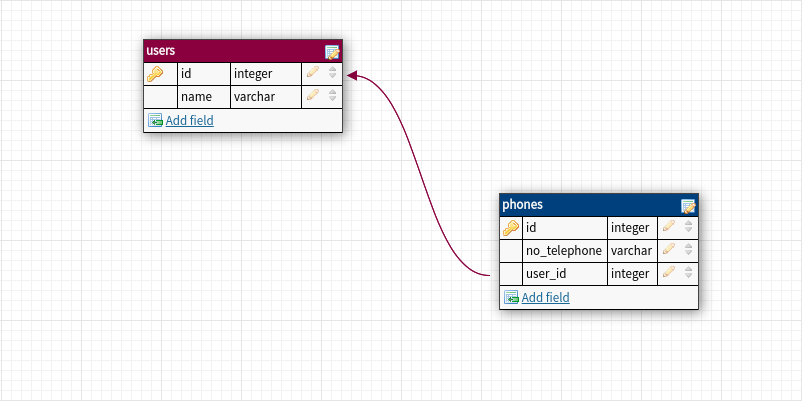 users
id integer
name varchar
Add field
phones
id integer
no_telephone varchar
user_id integer
Add field